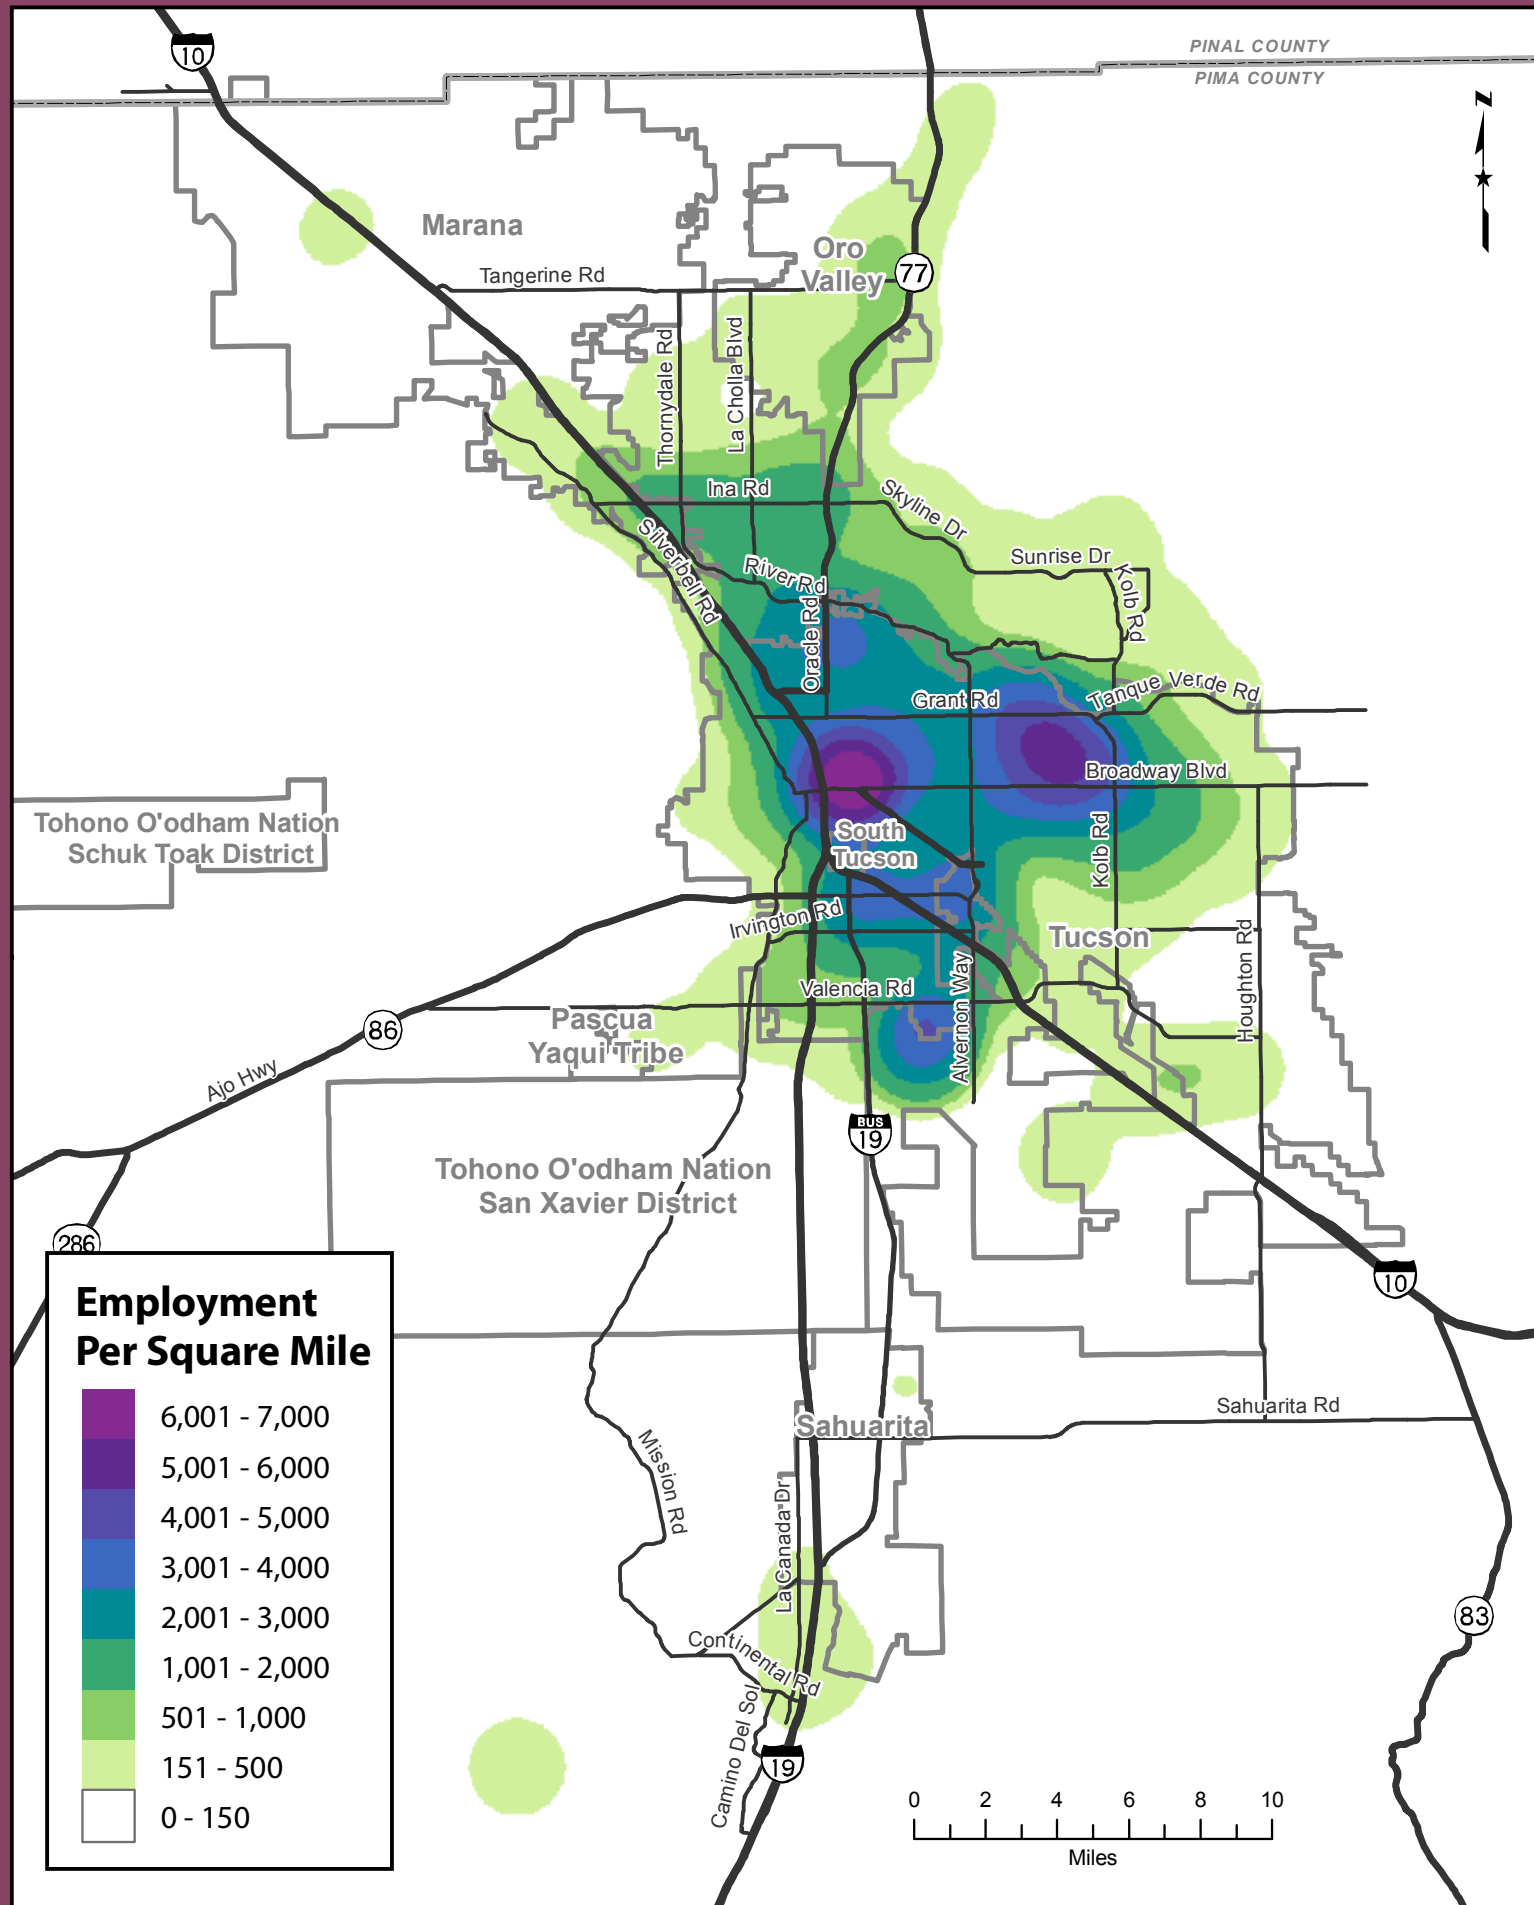 10
PINAL COUNTY
PIMA COUNTY
N
Marana
Oro
Valley
77
Tangerine Rd
Thornydale Rd
La Cholla Blvd
Ina Rd
Skyline Dr
Silverbell Rd
River Rd
Sunrise Dr
Kolb Rd
Oracle Rd
Grant Rd
Tanque Verde Rd
Broadway Blvd
Tohono O'odham Nation
Schuk Toak District
South
Tucson
Kolb Rd
Irvington Rd
Tucson
Houghton Rd
Alvernon Way
Valencia Rd
Pascua
Yaqui Tribe
86
Ajo Hwy
BUS
19
Tohono O'odham Nation
San Xavier District
286
10
Employment
Per Square Mile
6,001 - 7,000
5,001 - 6,000
4,001 - 5,000
3,001 - 4,000
2,001 - 3,000
1,001 - 2,000
501 - 1,000
151 - 500
0 - 150
Sahuarita Rd
Sahuarita
Mission Rd
La Canada Dr
83
Continental Rd
Camino Del Sol
19
0 2 4 6 8 10
Miles